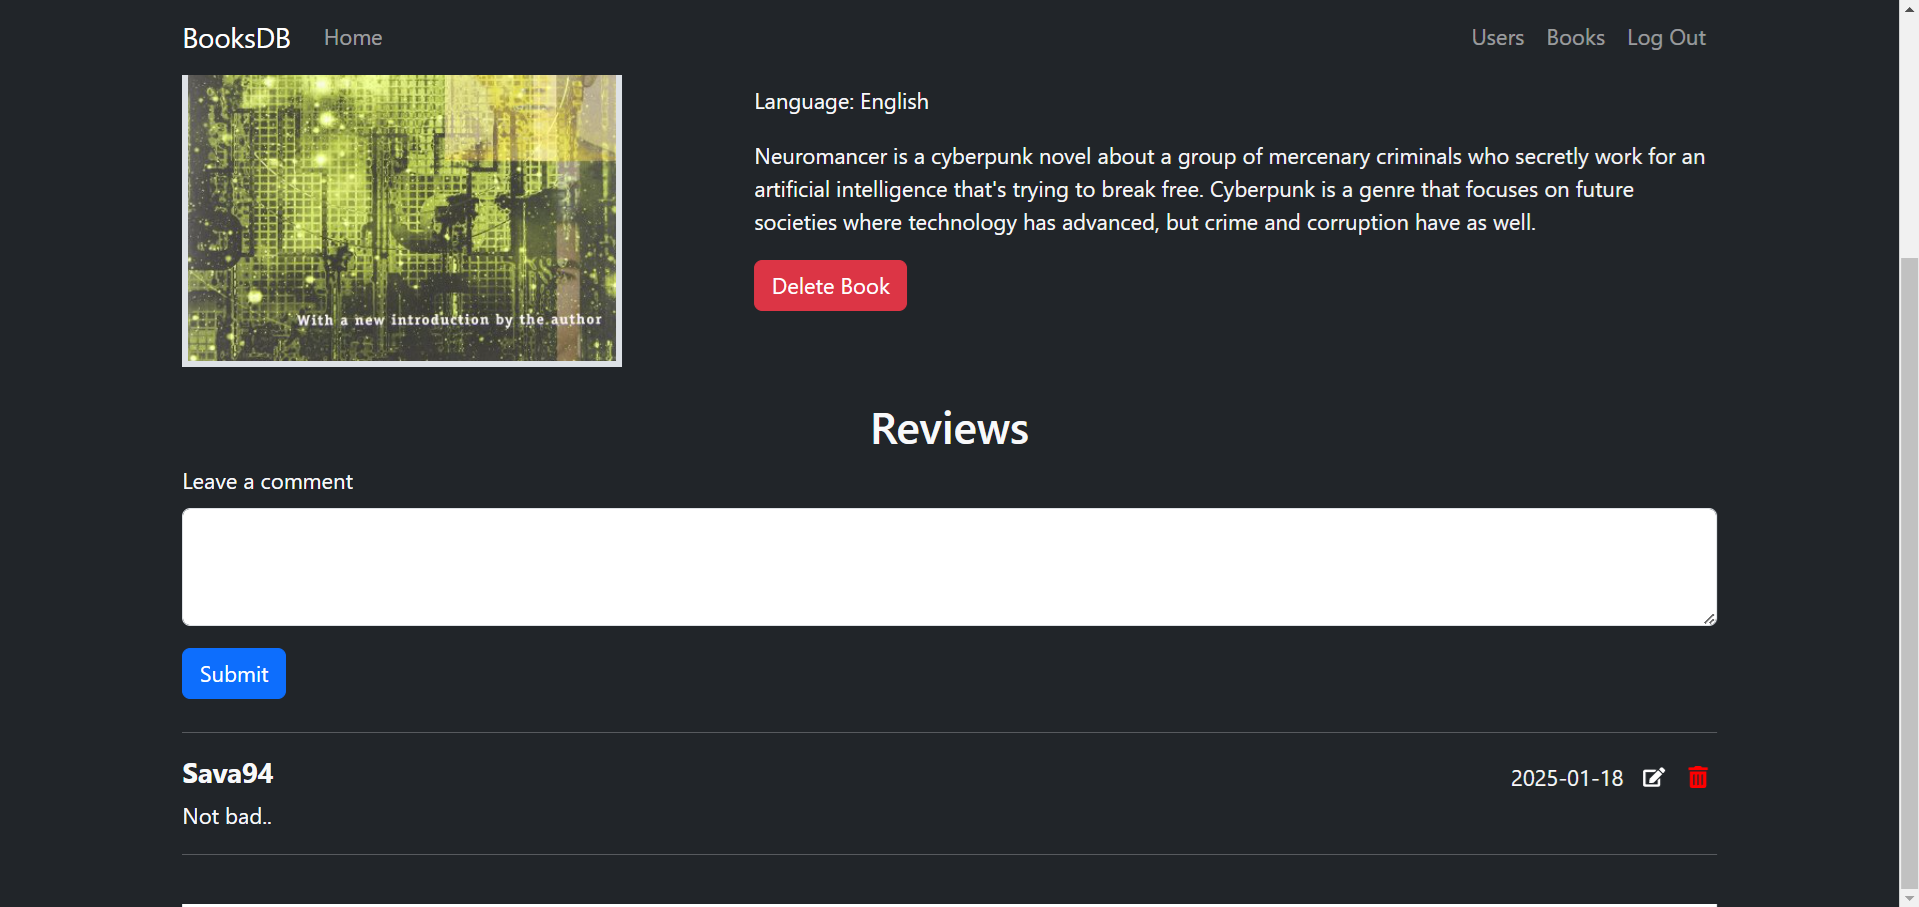 BooksDB Home Users Books Log Out
Language: English
Neuromancer is a cyberpunk novel about a group of mercenary criminals who secretly work for an
artificial intelligence that's trying to break free. Cyberpunk is a genre that focuses on future
societies where technology has advanced, but crime and corruption have as well.
Delete Book
With a new introduction by the author
Reviews
Leave a comment
Submit
Sava94
2025-01-18
Not bad..